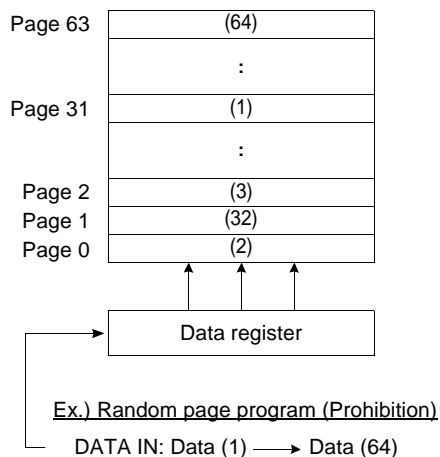 Page 63 (64)
:
Page 31 (1)
:
Page 2 (3)
Page 1 (32)
Page 0 (2)
Data register
Ex.) Random page program (Prohibition)
DATA IN: Data (1) Data (64)